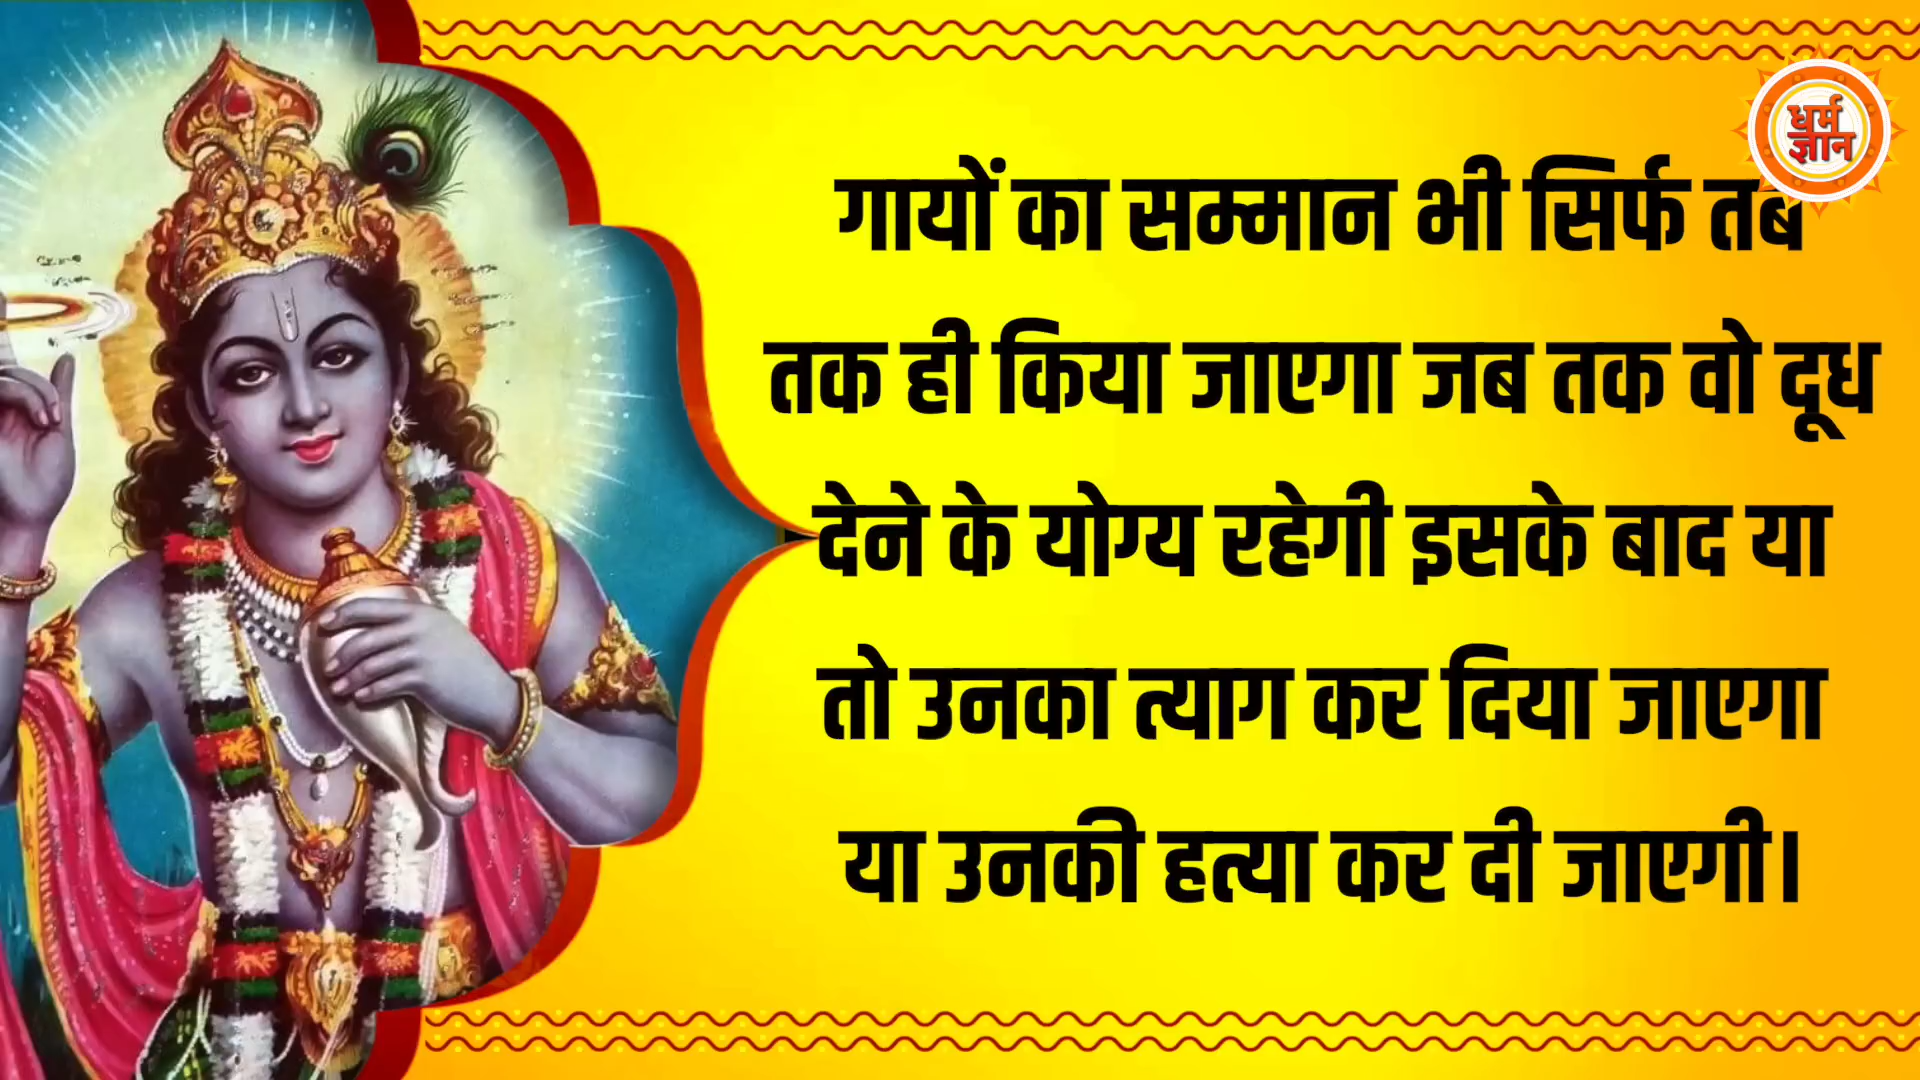 धर्म
ज्ञान
गायों का सम्मान भी सिर्फ तब
तक ही किया जाएगा जब तक वो दूध
देने के योग्य रहेगी इसके बाद या
तो उनका त्याग कर दिया जाएगा
या उनकी हत्या कर दी जाएगी।